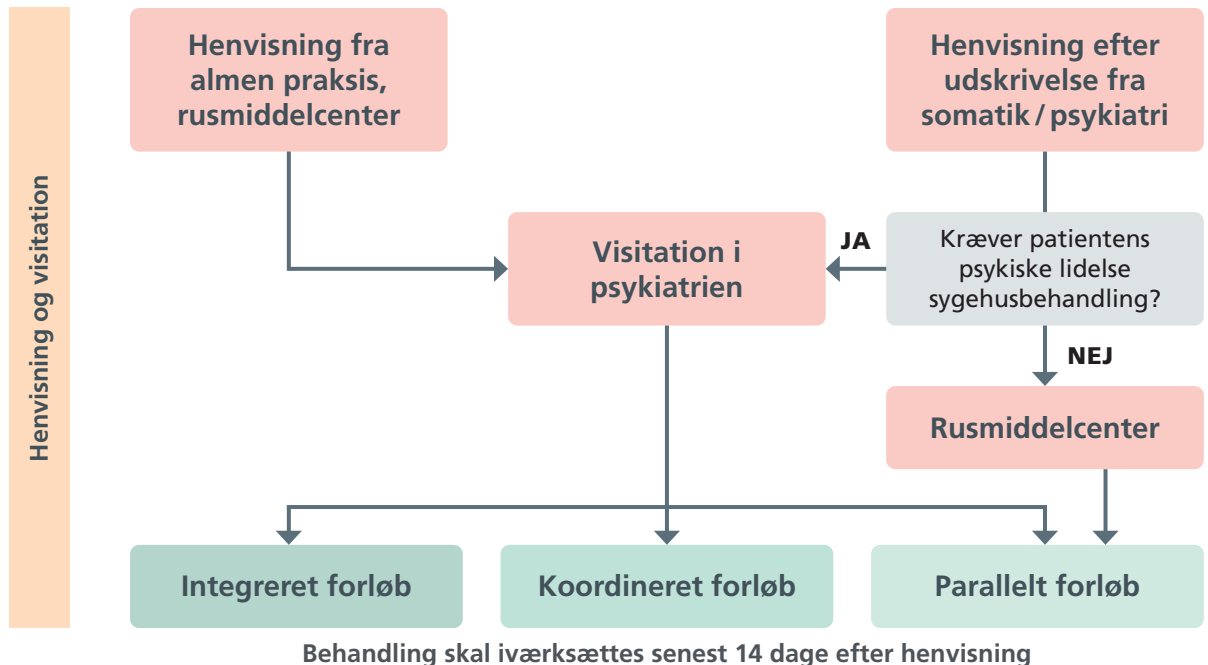 Henvisning og visitation
Henvisning fra
almen praksis,
rusmiddelcenter
Henvisning efter
udskrivelse fra
somatik / psykiatri
Visitation i
psykiatrien
JA
Kræver patientens
psykiske lidelse
sygehusbehandling?
NEJ
Rusmiddelcenter
Integreret forløb
Koordineret forløb
Parallelt forløb
Behandling skal iværksættes senest 14 dage efter henvisning